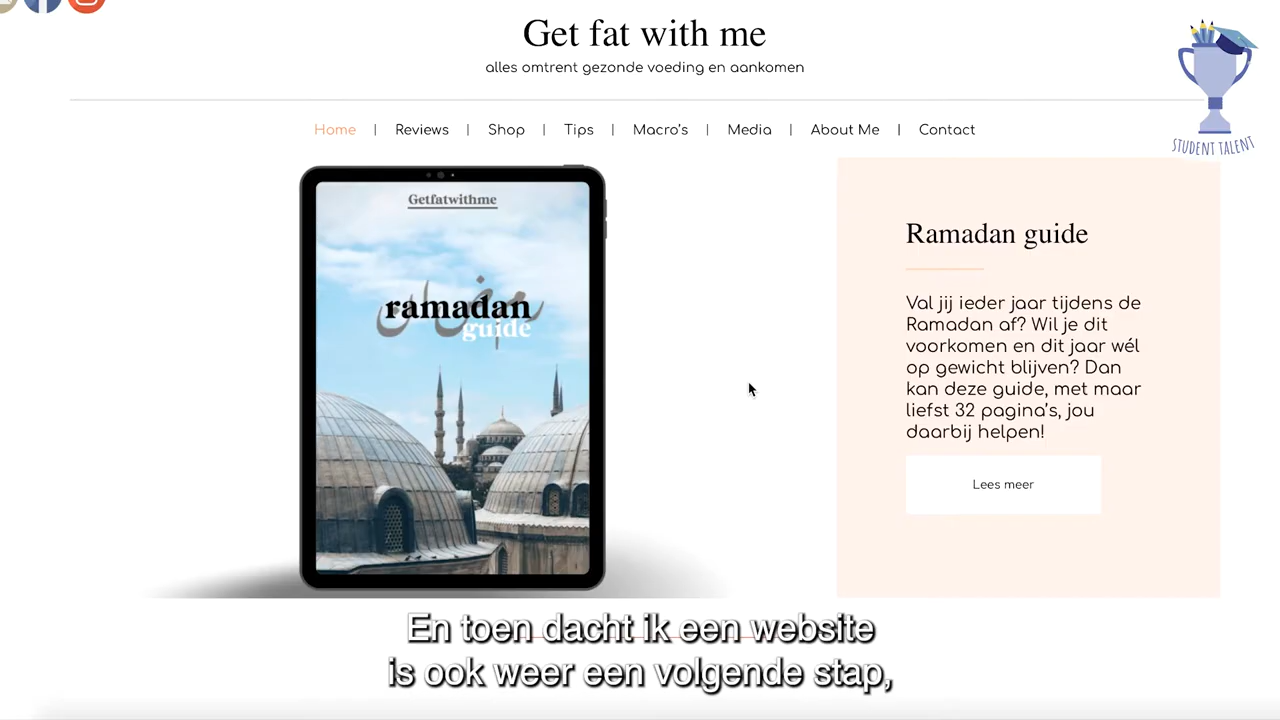 Get fat with me
alles omtrent gezonde voeding en aankomen
STUDENT TALENT
Home | Reviews | Shop | Tips | Macro's | Media | About Me | Contact
Getfatwithme
رمضان
ramadan
guide
Ramadan guide
Val jij ieder jaar tijdens de
Ramadan af? Wil je dit
voorkomen en dit jaar wél
op gewicht blijven? Dan
kan deze guide, met maar
liefst 32 pagina's, jou
daarbij helpen!
Lees meer
En toen dacht ik een website
is ook weer een volgende stap,